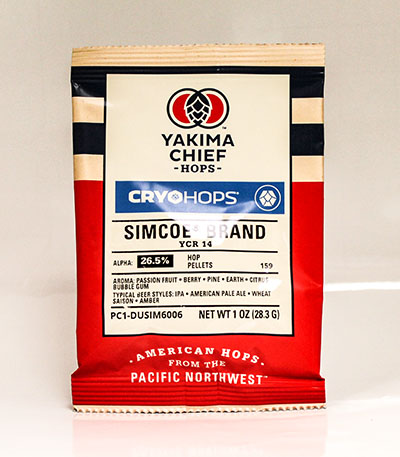 YAKIMA
CHIEF
-HOPS-
™
CRYOHOPS®
SIMCOE® BRAND
YCR 14
ALPHA: 26.5% HOP PELLETS 159
AROMA: PASSION FRUIT • BERRY • PINE • EARTH • CITRUS
BUBBLE GUM
TYPICAL BEER STYLES: IPA • AMERICAN PALE ALE • WHEAT
SAISON • AMBER
PC1-DUSIM6006 NET WT 1 OZ (28.3 G)
• AMERICAN HOPS •
FROM THE
PACIFIC NORTHWEST™